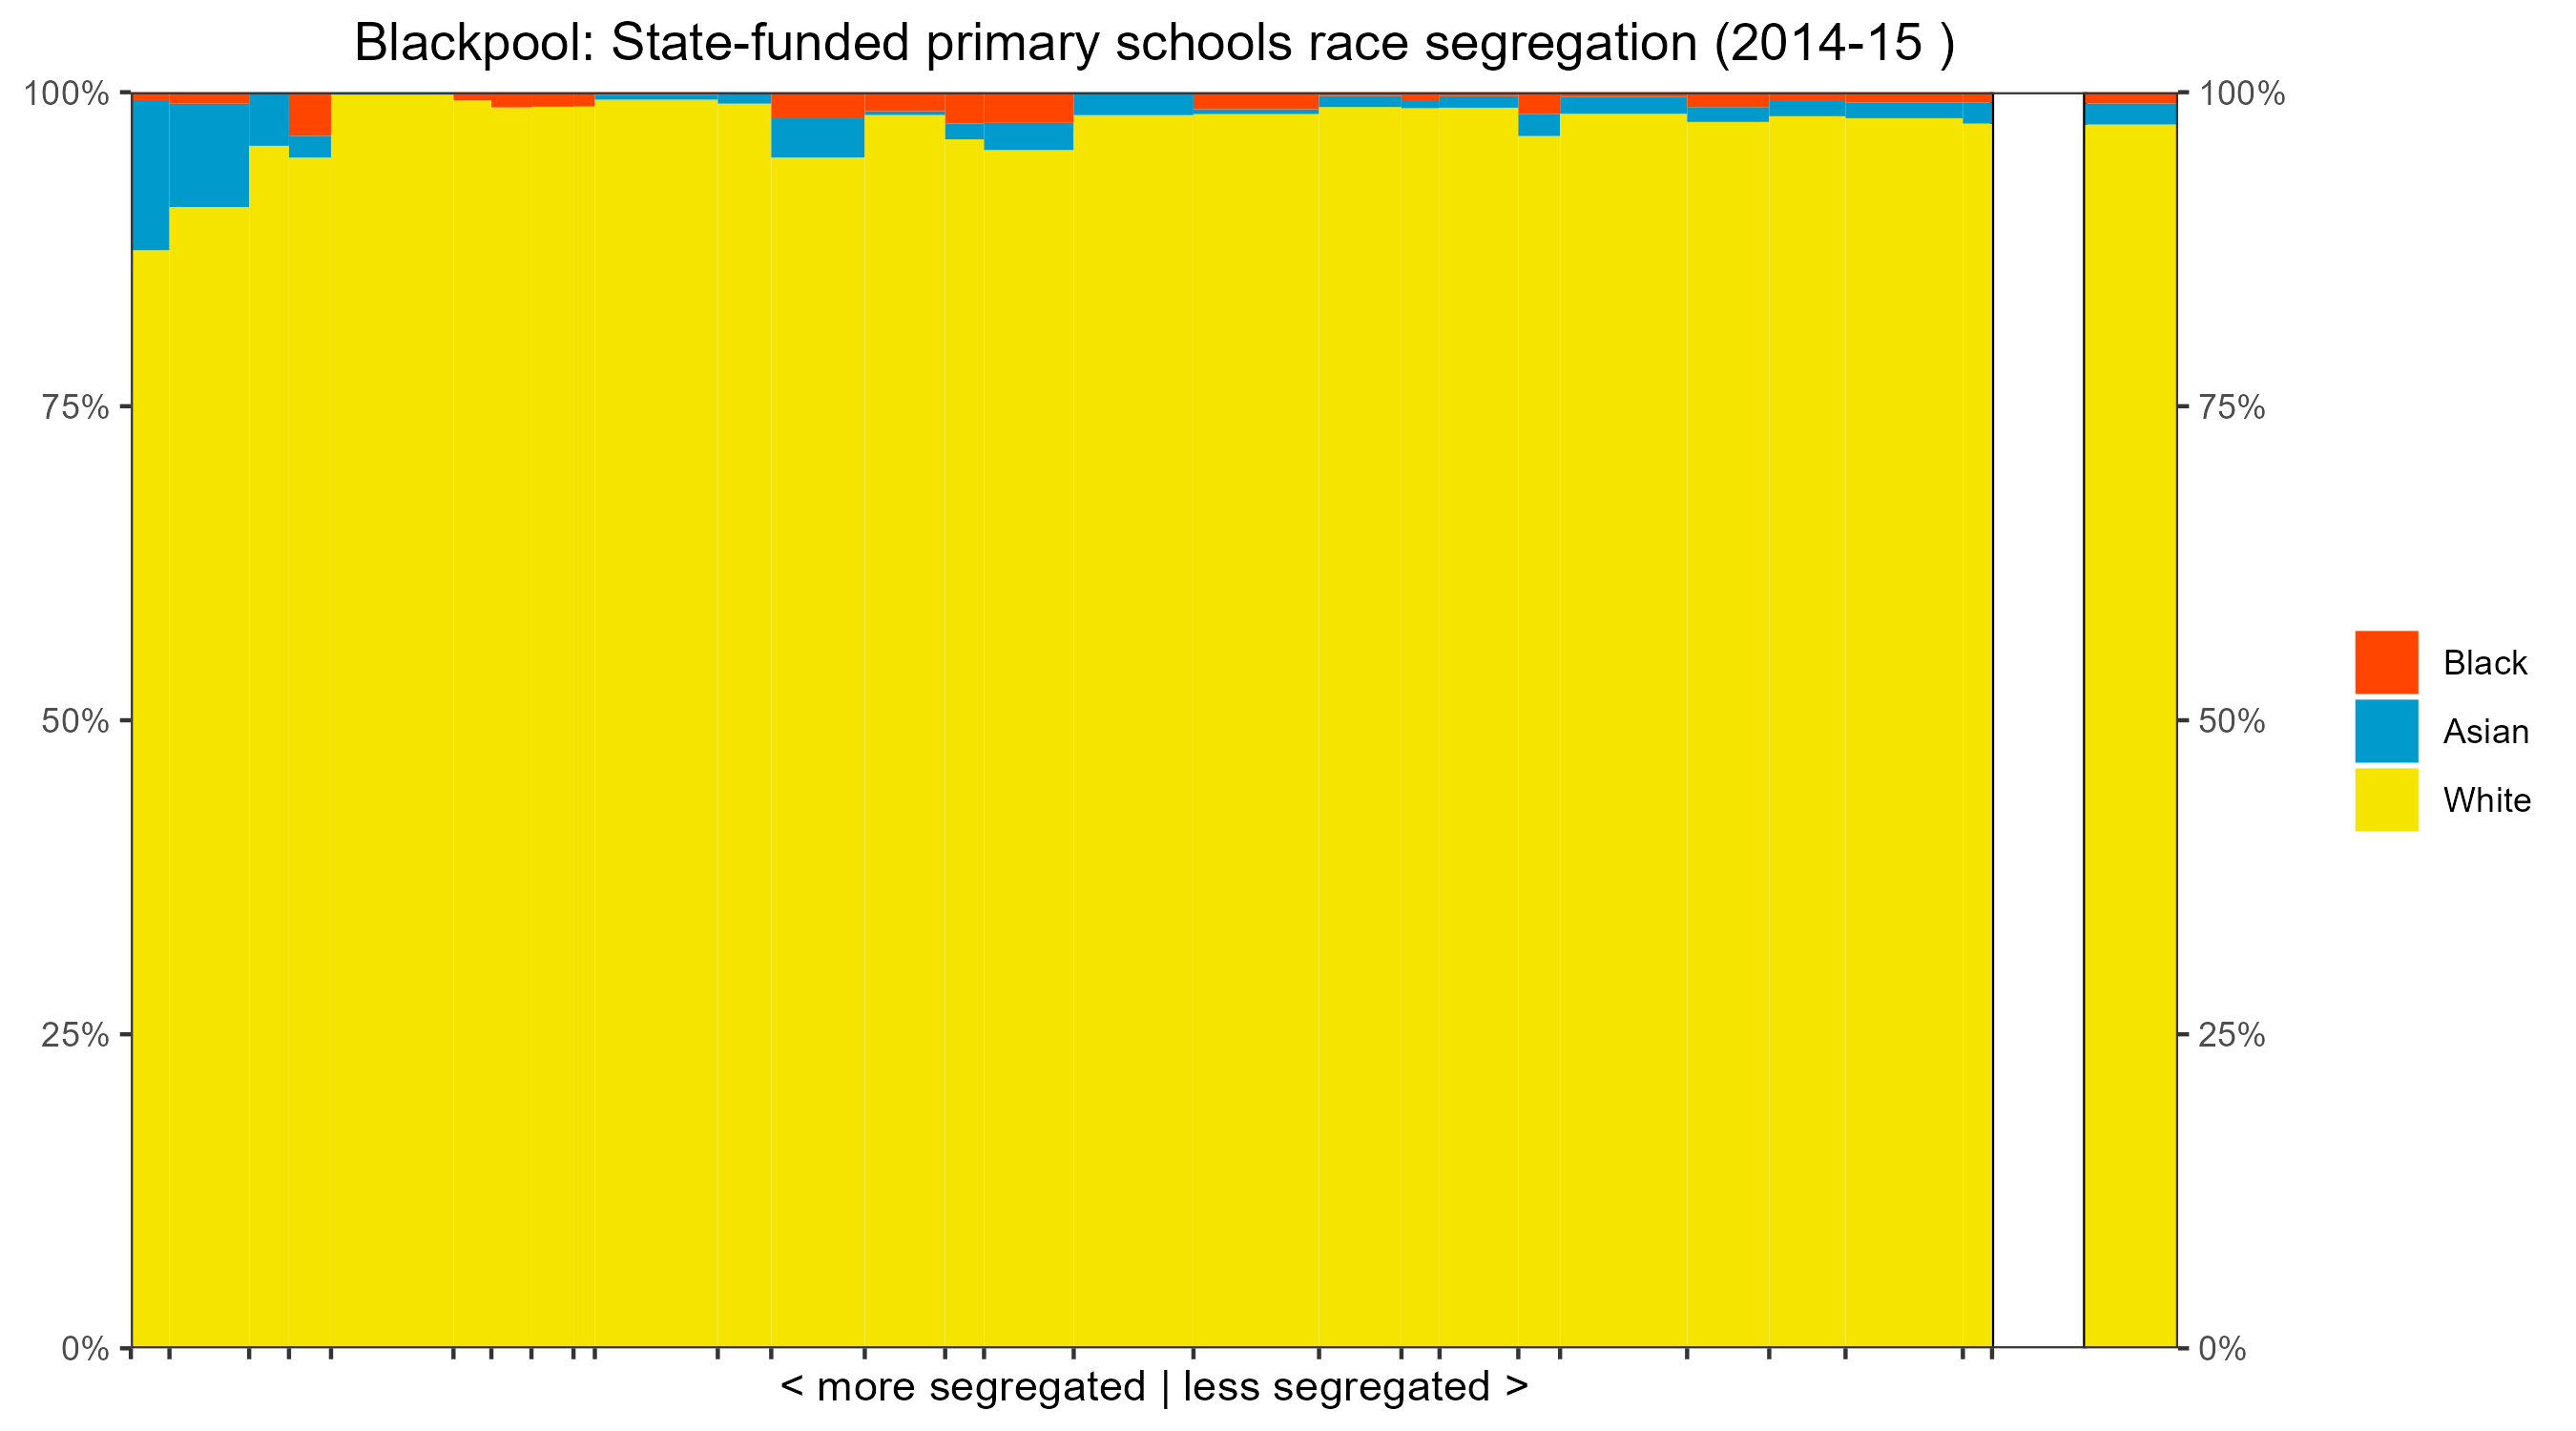 Blackpool: State-funded primary schools race segregation (2014-15 )
100%
75%
50%
25%
0%
100%
75%
50%
25%
0%
Black
Asian
White
< more segregated | less segregated >